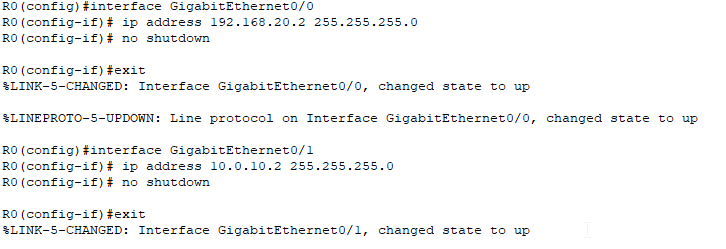 R0(config)#interface GigabitEthernet0/0
R0(config-if)# ip address 192.168.20.2 255.255.255.0
R0(config-if)# no shutdown
R0(config-if)#exit
%LINK-5-CHANGED: Interface GigabitEthernet0/0, changed state to up
%LINEPROTO-5-UPDOWN: Line protocol on Interface GigabitEthernet0/0, changed state to up
R0(config)#interface GigabitEthernet0/1
R0(config-if)# ip address 10.0.10.2 255.255.255.0
R0(config-if)# no shutdown
R0(config-if)#exit
%LINK-5-CHANGED: Interface GigabitEthernet0/1, changed state to up